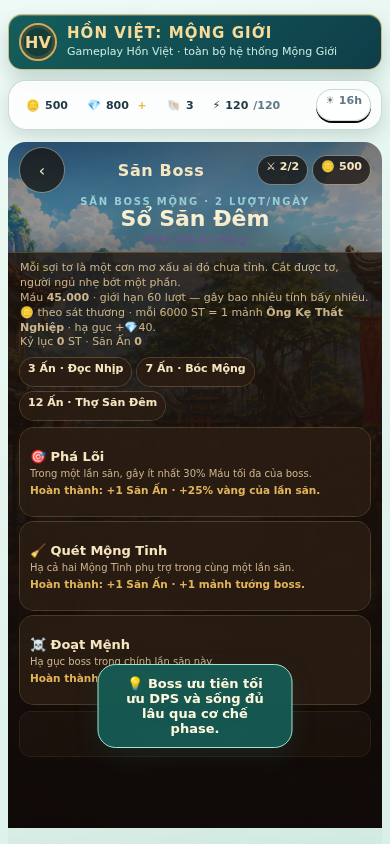 HV
HỒN VIỆT: MỘNG GIỚI
Gameplay Hồn Việt · toàn bộ hệ thống Mộng Giới
🪙 500 💎 800 + 🐚 3 ⚡ 120 /120 ☀ 16h
‹ Săn Boss ⚔ 2/2 🪙 500
SĂN BOSS MỘNG · 2 LƯỢT/NGÀY
Sổ Săn Đêm
Mỗi sợi tơ là một cơn mơ xấu ai đó chưa tỉnh. Cắt được tơ,
người ngủ nhẹ bớt một phần.
Máu 45.000 · giới hạn 60 lượt — gây bao nhiêu tính bấy nhiêu.
🪙 theo sát thương · mỗi 6000 ST = 1 mảnh Ông Kẹ Thất
Nghiệp · hạ gục +💎40.
Kỷ lục 0 ST · Săn Ấn 0
3 Ấn · Đọc Nhịp 7 Ấn · Bóc Mộng
12 Ấn · Thợ Săn Đêm
🎯 Phá Lõi
Trong một lần săn, gây ít nhất 30% Máu tối đa của boss.
Hoàn thành: +1 Săn Ấn · +25% vàng của lần săn.
🧹 Quét Mộng Tinh
Hạ cả hai Mộng Tinh phụ trợ trong cùng một lần săn.
Hoàn thành: +1 Săn Ấn · +1 mảnh tướng boss.
☠️ Đoạt Mệnh
Hạ gục boss trong chính lần săn này.
Hoàn thành
💡 Boss ưu tiên tối
ưu DPS và sống đủ
lâu qua cơ chế
phase.